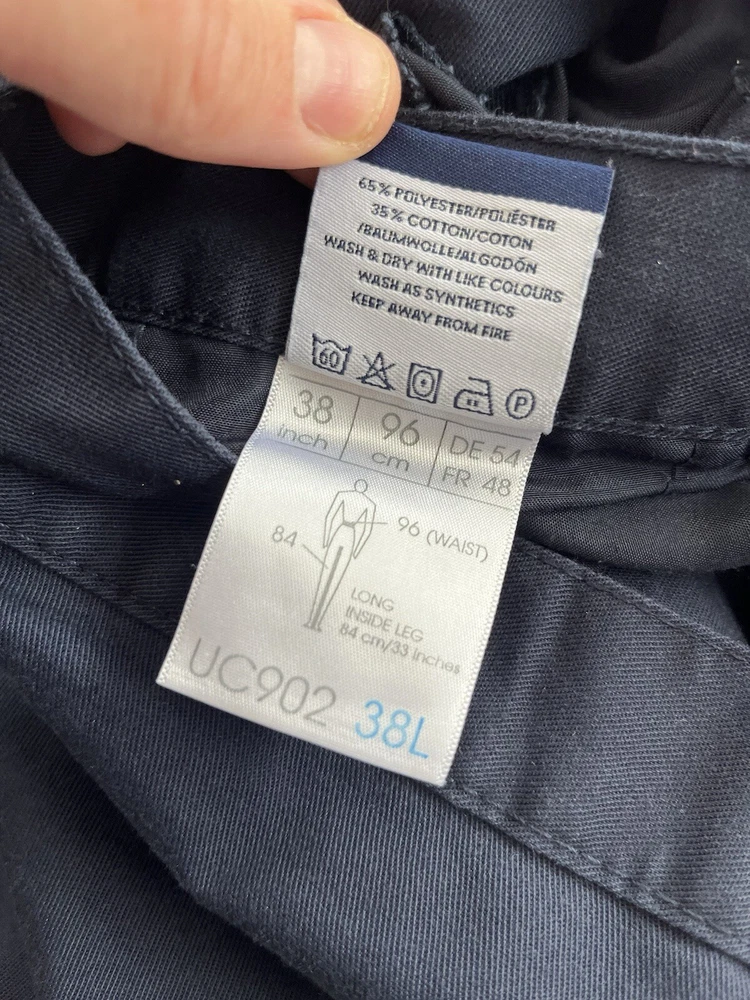 65% POLYESTER/POLIÉSTER
35% COTTON/COTON
/BAUMWOLLE/ALGODÓN
WASH & DRY WITH LIKE COLOURS
WASH AS SYNTHETICS
KEEP AWAY FROM FIRE
60 P
38 inch 96 cm DE 54 FR 48
96 (WAIST)
84
LONG
INSIDE LEG
84 cm/33 inches
UC902 38L